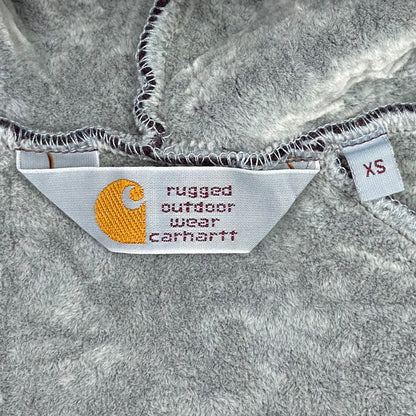 rugged
outdoor
wear
carhartt
XS